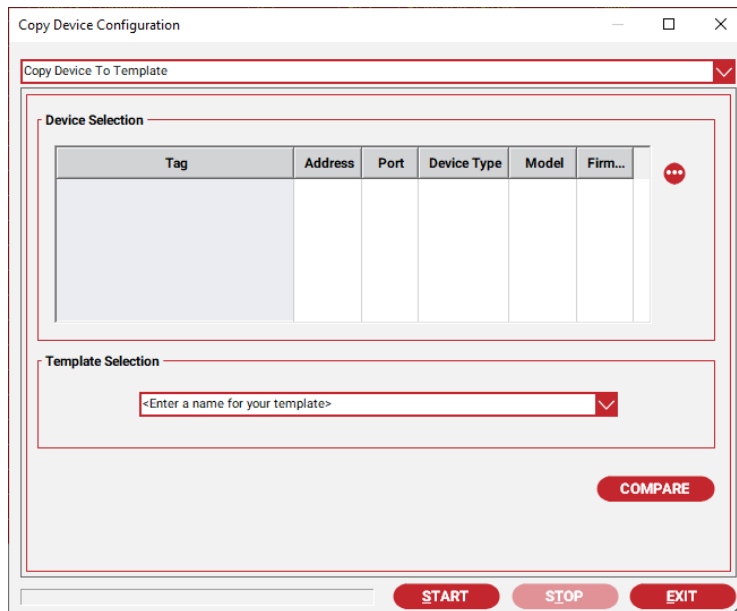 Copy Device Configuration
Copy Device To Template
Device Selection
Tag Address Port Device Type Model Firm...
Template Selection
<Enter a name for your template>
COMPARE
START STOP EXIT